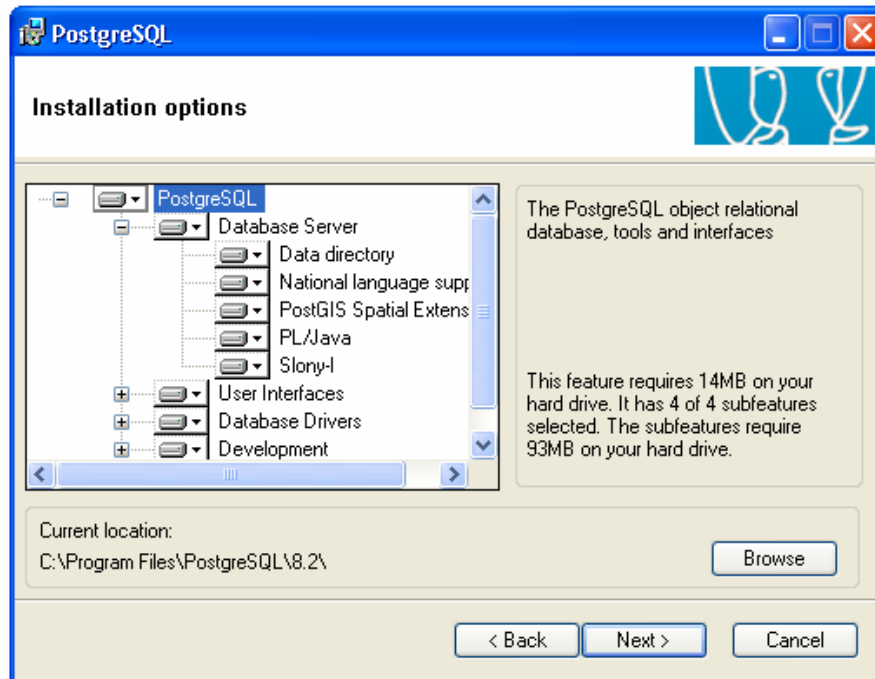 PostgreSQL
Installation options
PostgreSQL
Database Server
Data directory
National language supp
PostGIS Spatial Extens
PL/Java
Slony-I
User Interfaces
Database Drivers
Development
The PostgreSQL object relational
database, tools and interfaces
This feature requires 14MB on your
hard drive. It has 4 of 4 subfeatures
selected. The subfeatures require
93MB on your hard drive.
Current location:
C:\Program Files\PostgreSQL\8.2\
Browse
< Back
Next >
Cancel